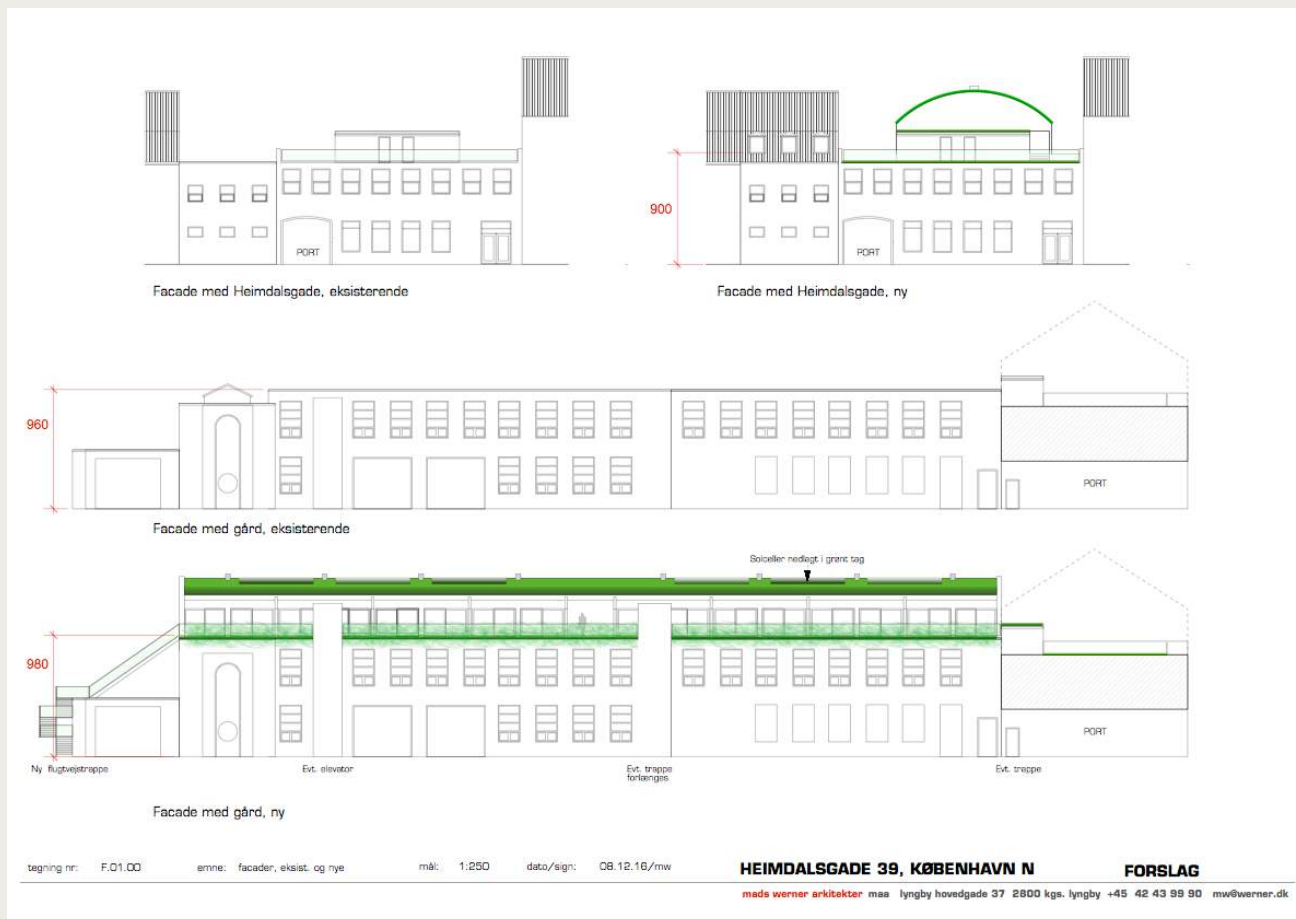 900
PORT
PORT
Facade med Heimdalsgade, eksisterende
Facade med Heimdalsgade, ny
960
PORT
Facade med gård, eksisterende
Solceller nedlagt i grønt tag
980
PORT
Ny flugtvejstrappe
Evt. elevator
Evt. trappe
forlænges
Evt. trappe
Facade med gård, ny
tegning nr: F.01.00 emne: facader, eksist. og nye mål: 1:250 dato/sign: 08.12.16/mw HEIMDALSGADE 39, KØBENHAVN N FORSLAG
mads werner arkitekter maa lyngby hovedgade 37 2800 kgs. lyngby +45 42 43 99 90 mw@werner.dk